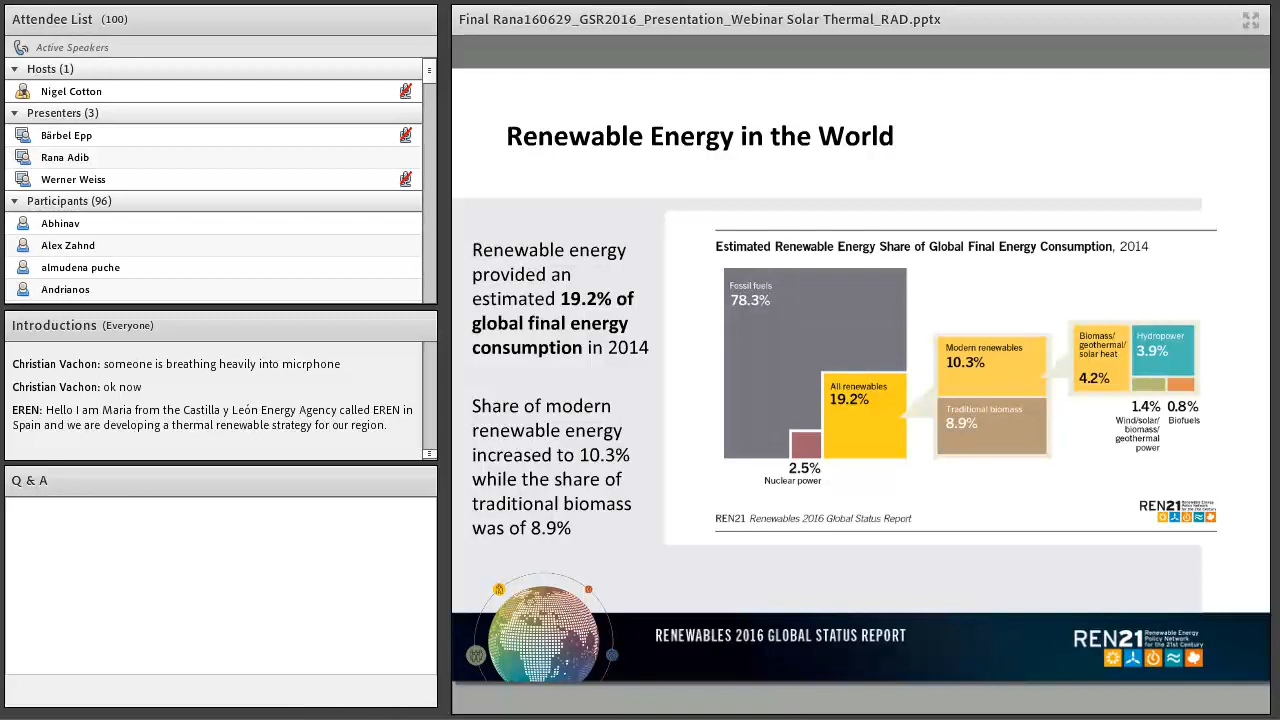 Attendee List (100)
Active Speakers
Hosts (1)
Nigel Cotton
Presenters (3)
Bärbel Epp
Rana Adib
Werner Weiss
Participants (96)
Abhinav
Alex Zahnd
almudena puche
Andrianos
Introductions (Everyone)
Christian Vachon: someone is breathing heavily into micrphone
Christian Vachon: ok now
EREN: Hello I am Maria from the Castilla y León Energy Agency called EREN in
Spain and we are developing a thermal renewable strategy for our region.
Q & A
Final Rana160629_GSR2016_Presentation_Webinar Solar Thermal_RAD.pptx
Renewable Energy in the World
Renewable energy
provided an
estimated 19.2% of
global final energy
consumption in 2014
Share of modern
renewable energy
increased to 10.3%
while the share of
traditional biomass
was of 8.9%
Estimated Renewable Energy Share of Global Final Energy Consumption, 2014
Fossil fuels
78.3%
All renewables
19.2%
2.5%
Nuclear power
Modern renewables
10.3%
Traditional biomass
8.9%
Biomass/
geothermal/
solar heat
4.2%
Hydropower
3.9%
1.4%
Wind/solar/
biomass/
geothermal
power
0.8%
Biofuels
REN21 Renewables 2016 Global Status Report
REN21
Renewable Energy
Policy Network
for the 21st Century
RENEWABLES 2016 GLOBAL STATUS REPORT
REN21
Renewable Energy
Policy Network
for the 21st Century